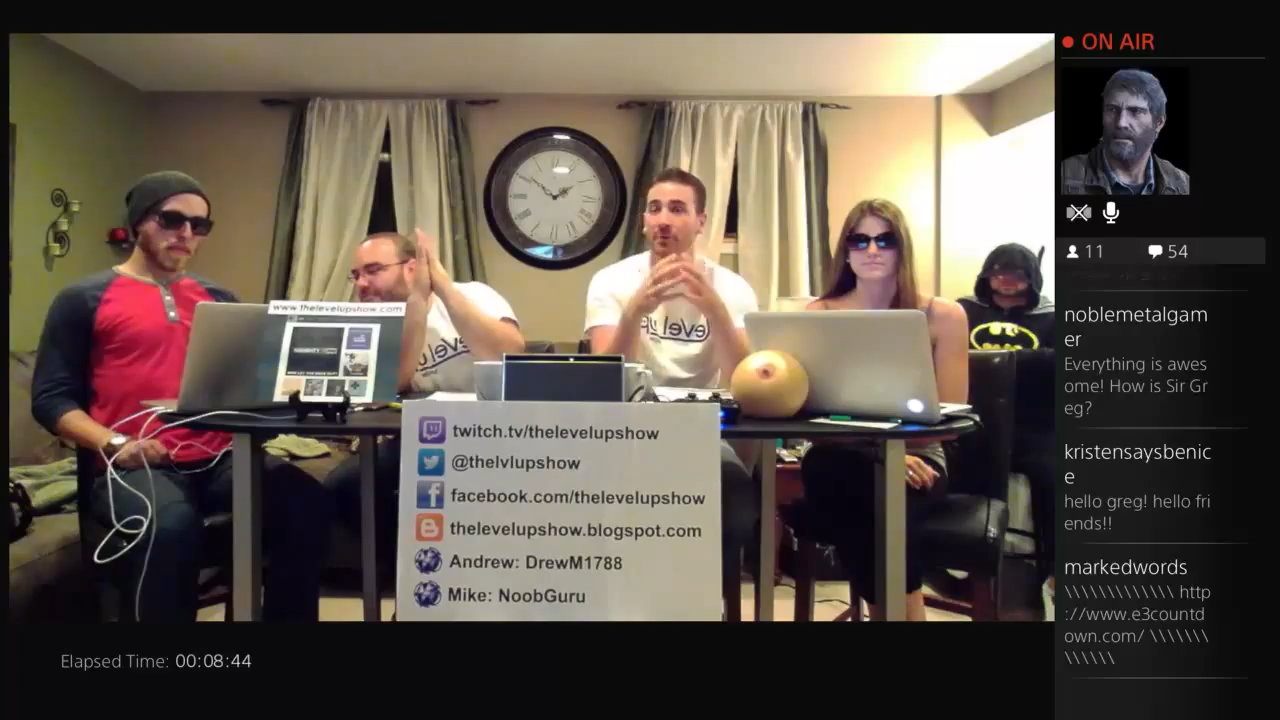 ON AIR
11 54
noblemetalgam
er
Everything is awes
ome! How is Sir Gr
eg?
kristensaysbenic
e
hello greg! hello fri
ends!!
markedwords
\\\\\\\\\\\\\ http
://www.e3countd
own.com/ \\\\\\\
\\\\\\
www.thelevelupshow.com
twitch.tv/thelevelupshow
@thelvlupshow
facebook.com/thelevelupshow
thelevelupshow.blogspot.com
Andrew: DrewM1788
Mike: NoobGuru
Elapsed Time: 00:08:44